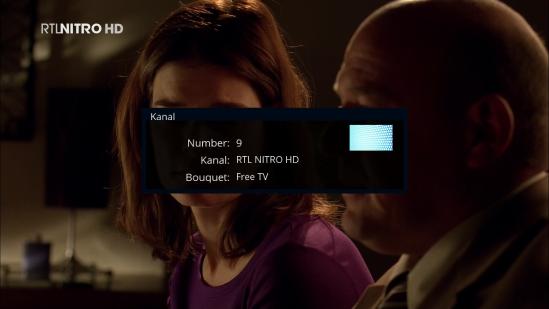 RTLNITRO HD
Kanal
Number: 9
Kanal: RTL NITRO HD
Bouquet: Free TV